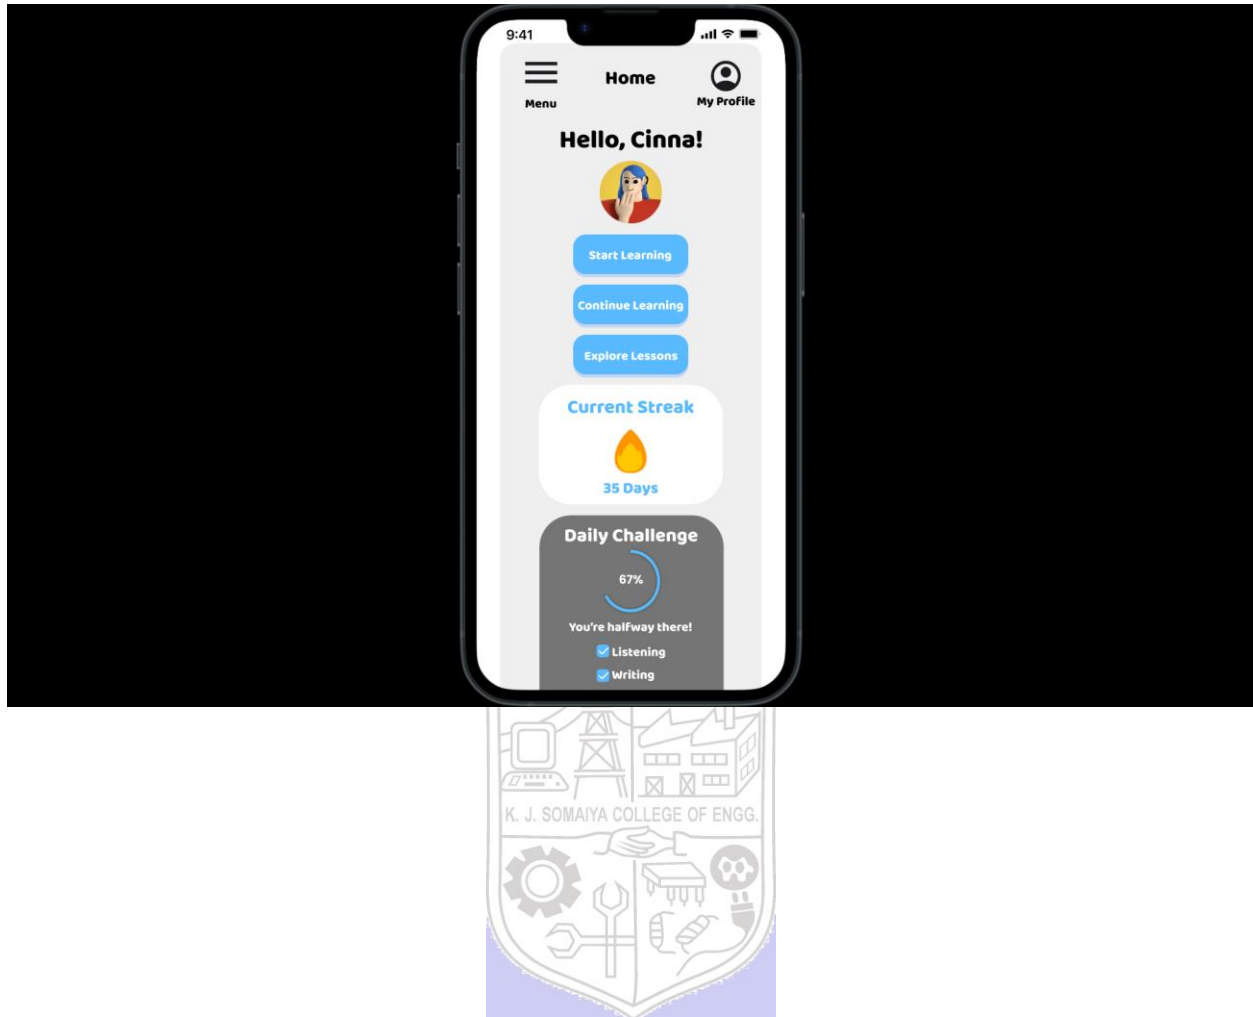 9:41
Home
Menu
My Profile
Hello, Cinna!
Start Learning
Continue Learning
Explore Lessons
Current Streak
35 Days
Daily Challenge
67%
You're halfway there!
Listening
Writing
K. J. SOMAIYA COLLEGE OF ENGG.